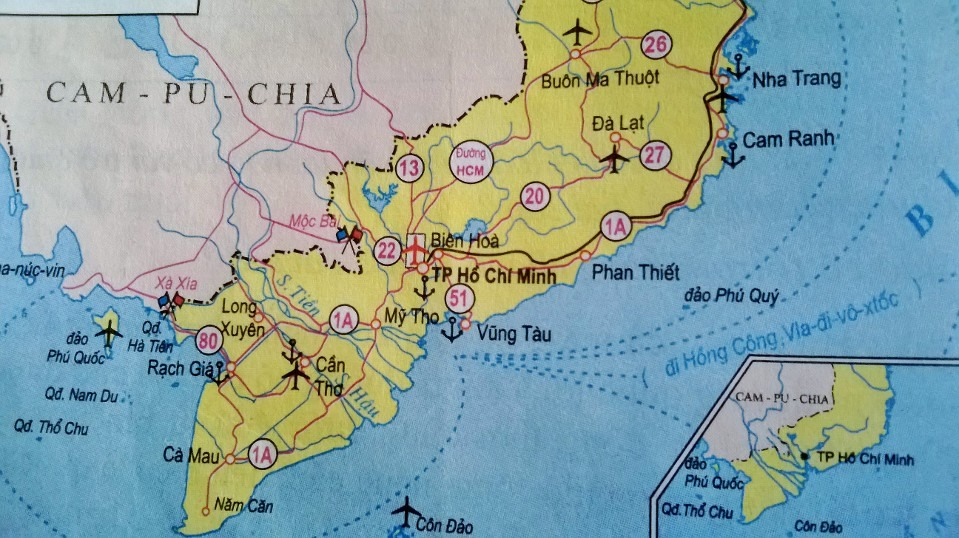 26
Buôn Ma Thuột
Nha Trang
CAM - PU - CHIA
Đà Lạt
Cam Ranh
13
Đường
HCM
27
20
Mộc Bài
1A
22
Biên Hoà
TP Hồ Chí Minh
Phan Thiết
Xà Xía
51
đảo Phú Quý
S. Tiền
Long
Xuyên
1A
Mỹ Tho
Vũng Tàu
Qđ.
Hà Tiên
80
đảo
Phú Quốc
Rạch Giá
Cần
Thơ
đi Hồng Công, Vla-đi-vô-xtốc
Qđ. Nam Du
Hậu
Qđ. Thổ Chu
Cà Mau
1A
Năm Căn
Côn Đảo
CAM - PU - CHIA
TP Hồ Chí Minh
đảo
Phú Quốc
Qđ. Thổ Chu
Côn Đảo